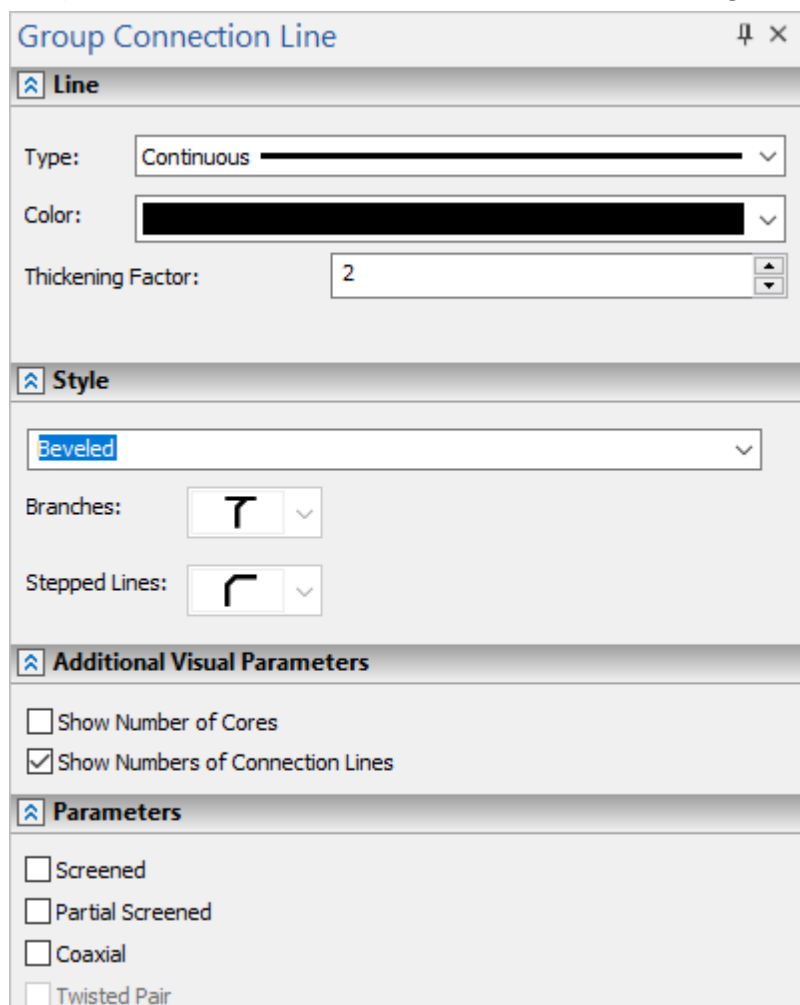 Group Connection Line
Line
Type:
Continuous
Color:
Thickening Factor:
2
Style
Beveled
Branches:
Stepped Lines:
Additional Visual Parameters
Show Number of Cores
Show Numbers of Connection Lines
Parameters
Screened
Partial Screened
Coaxial
Twisted Pair